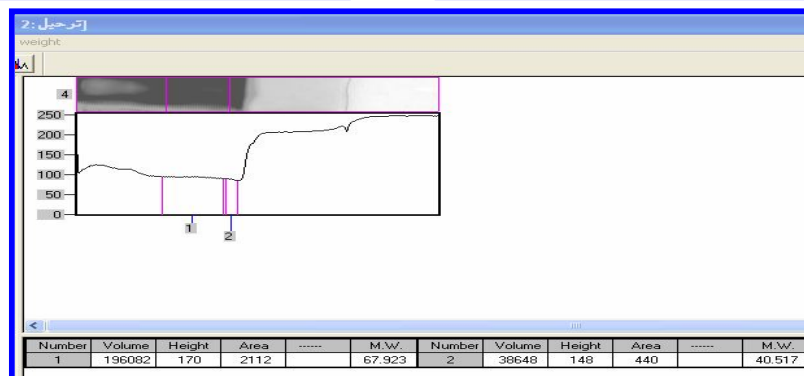 [ترحيل:2
weight
4
250
200
150
100
50
0
1
2
Number Volume Height Area ------ M.W. Number Volume Height Area ------ M.W.
1 196082 170 2112 67.923 2 38648 148 440 40.517